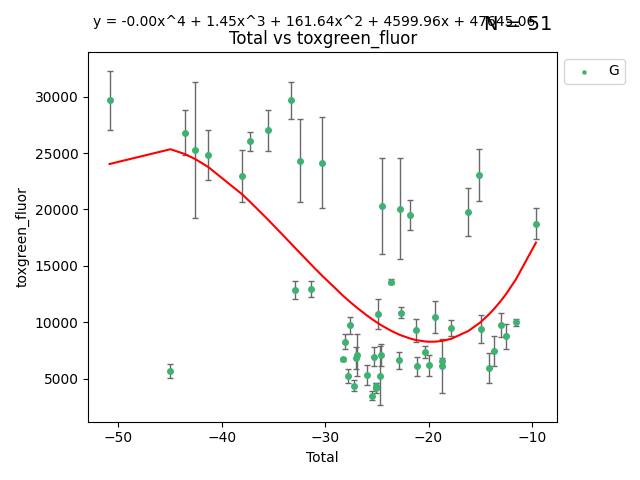 y = -0.00x^4 + 1.45x^3 + 161.64x^2 + 4599.96x + 47645.06
N = 51
Total vs toxgreen_fluor
G
toxgreen_fluor
30000
25000
20000
15000
10000
5000
−50
−40
−30
−20
−10
Total